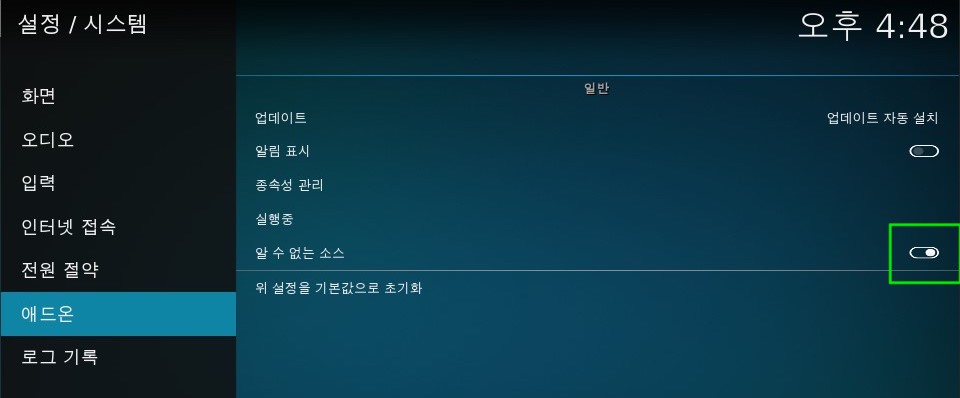 설정 / 시스템
오후 4:48
화면
오디오
입력
인터넷 접속
전원 절약
애드온
로그 기록
일반
업데이트 업데이트 자동 설치
알림 표시
종속성 관리
실행중
알 수 없는 소스
위 설정을 기본값으로 초기화